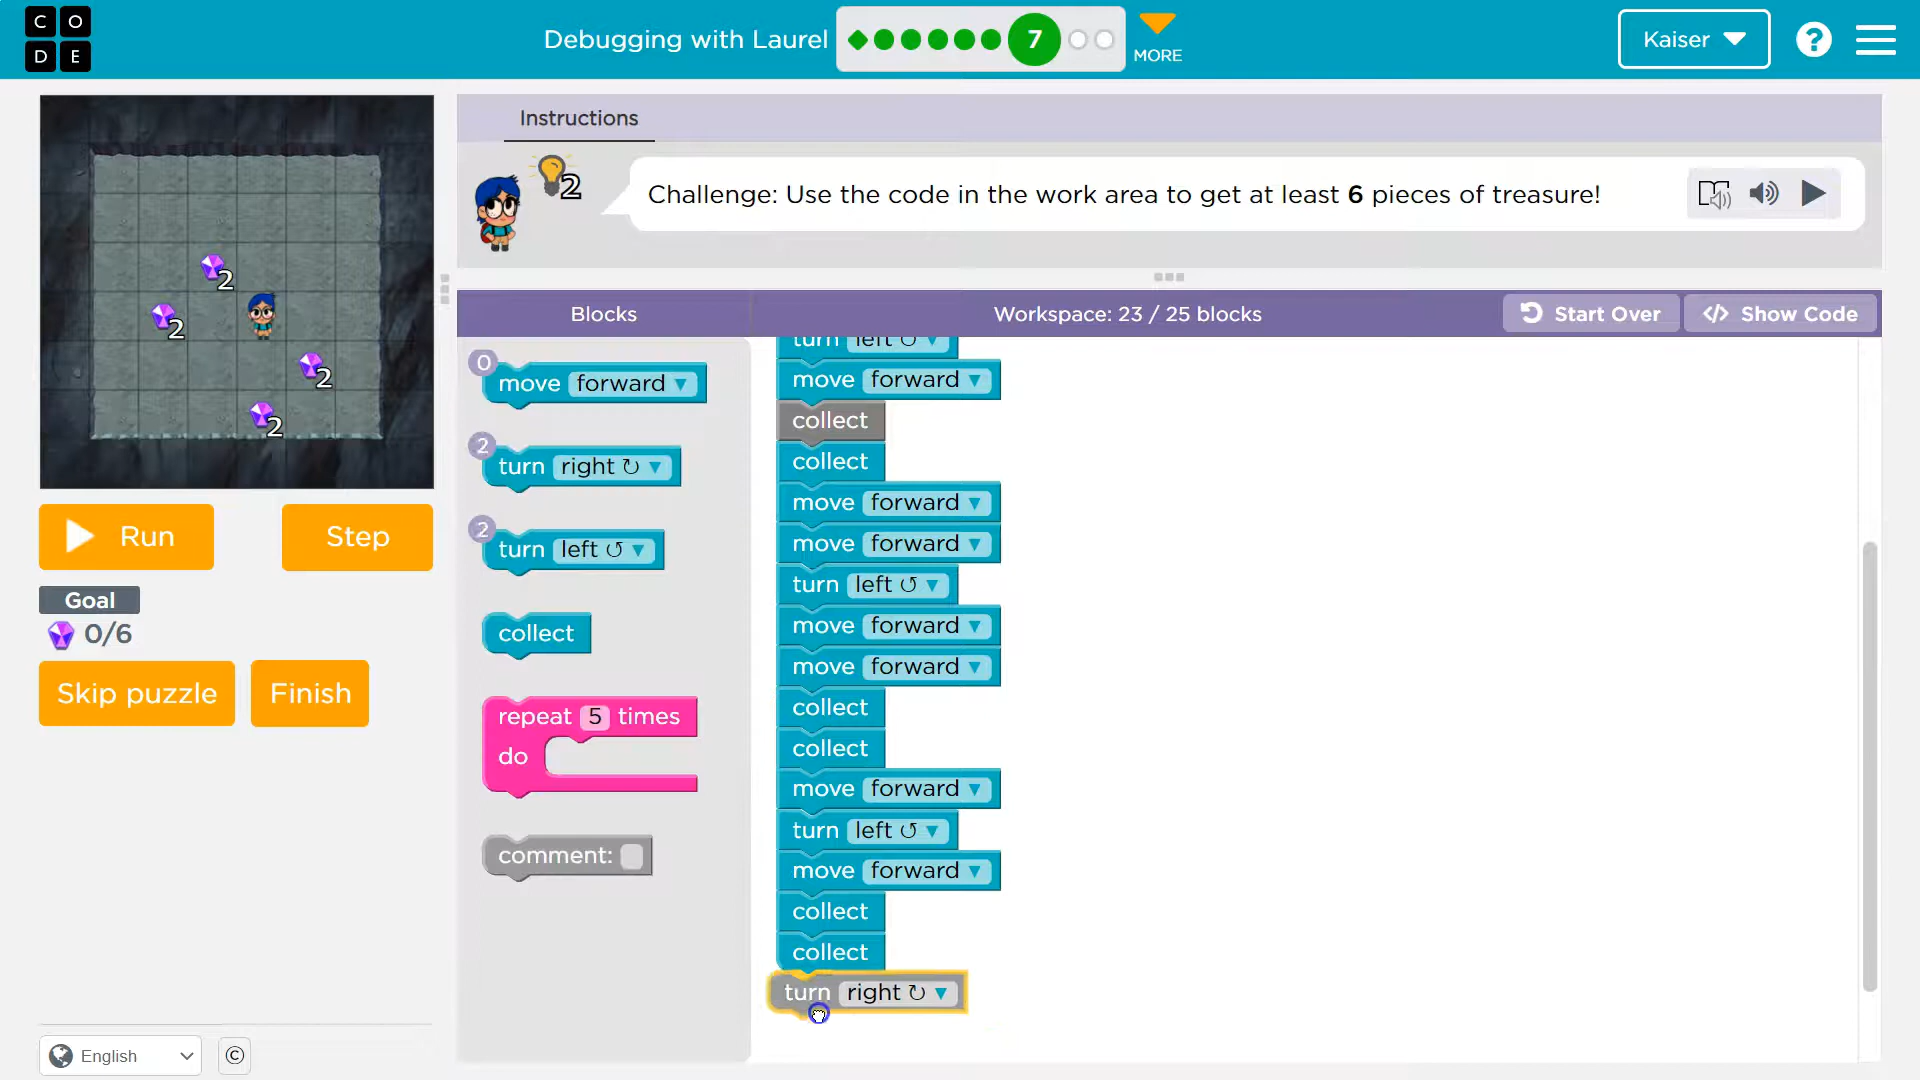 CODE
Debugging with Laurel
7
MORE
Kaiser
?
Instructions
2
Challenge: Use the code in the work area to get at least 6 pieces of treasure!
Blocks
Workspace: 23 / 25 blocks
Start Over
</> Show Code
2
2
2
2
Run
Step
Goal
0/6
Skip puzzle
Finish
0
move forward
2
turn right
2
turn left
collect
repeat 5 times
do
comment:
turn left
move forward
collect
collect
move forward
move forward
turn left
move forward
move forward
collect
collect
move forward
turn left
move forward
collect
collect
turn right
English
©